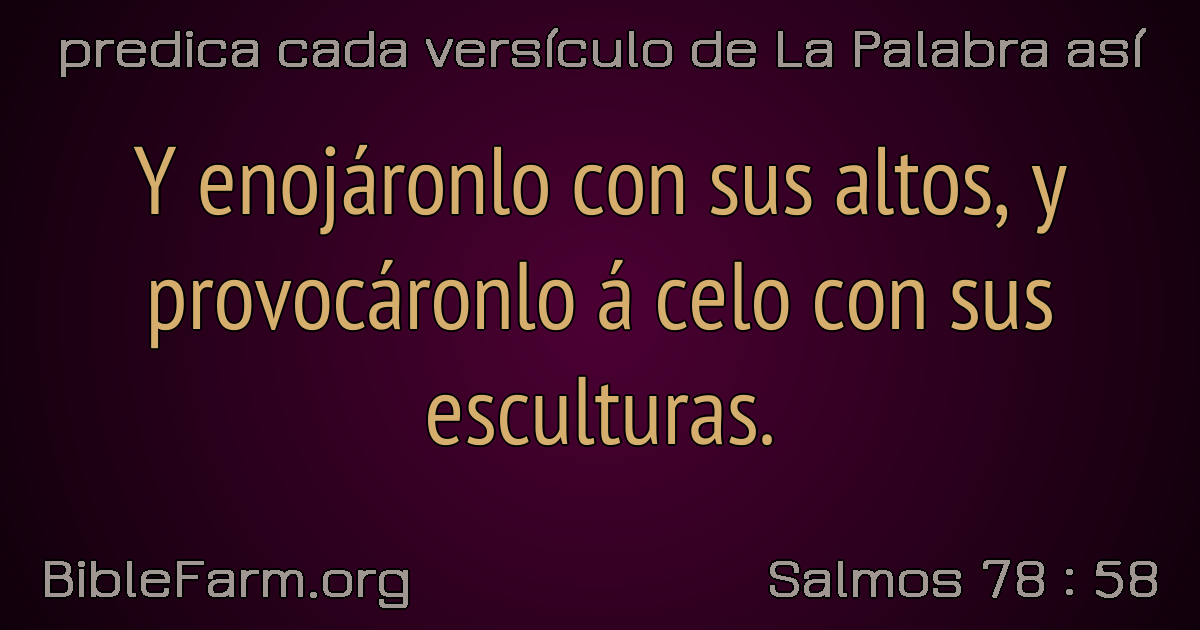 predica cada versículo de La Palabra así
Y enojáronlo con sus altos, y
provocáronlo á celo con sus
esculturas.
BibleFarm.org
Salmos 78 : 58